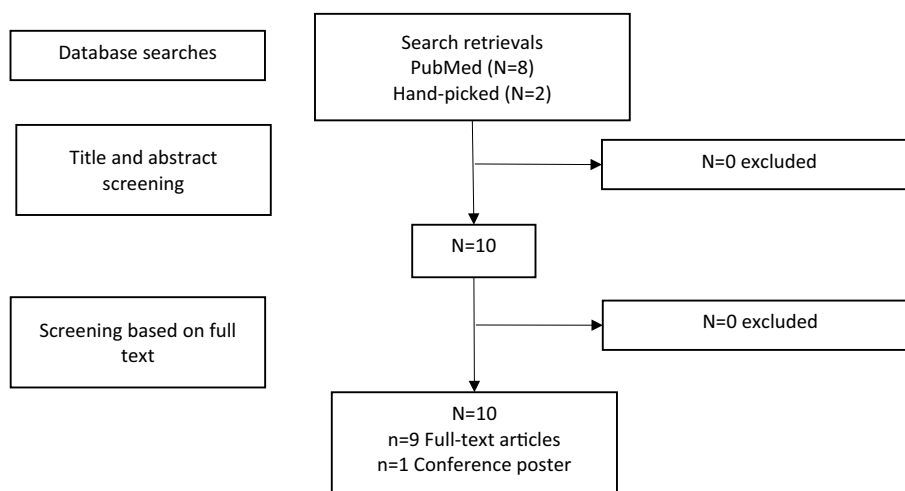 Database searches
Search retrievals
PubMed (N=8)
Hand-picked (N=2)
Title and abstract
screening
N=0 excluded
N=10
Screening based on full
text
N=0 excluded
N=10
n=9 Full-text articles
n=1 Conference poster